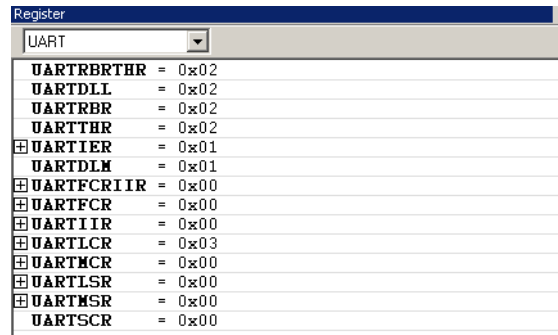 Register
UART
UARTRBRTHR = 0x02
UARTDLL = 0x02
UARTRBR = 0x02
UARTTHR = 0x02
UARTIER = 0x01
UARTDLM = 0x01
UARTFCRIIR = 0x00
UARTFCR = 0x00
UARTIIR = 0x00
UARTLCR = 0x03
UARTMCR = 0x00
UARTLSR = 0x00
UARTMSR = 0x00
UARTSCR = 0x00